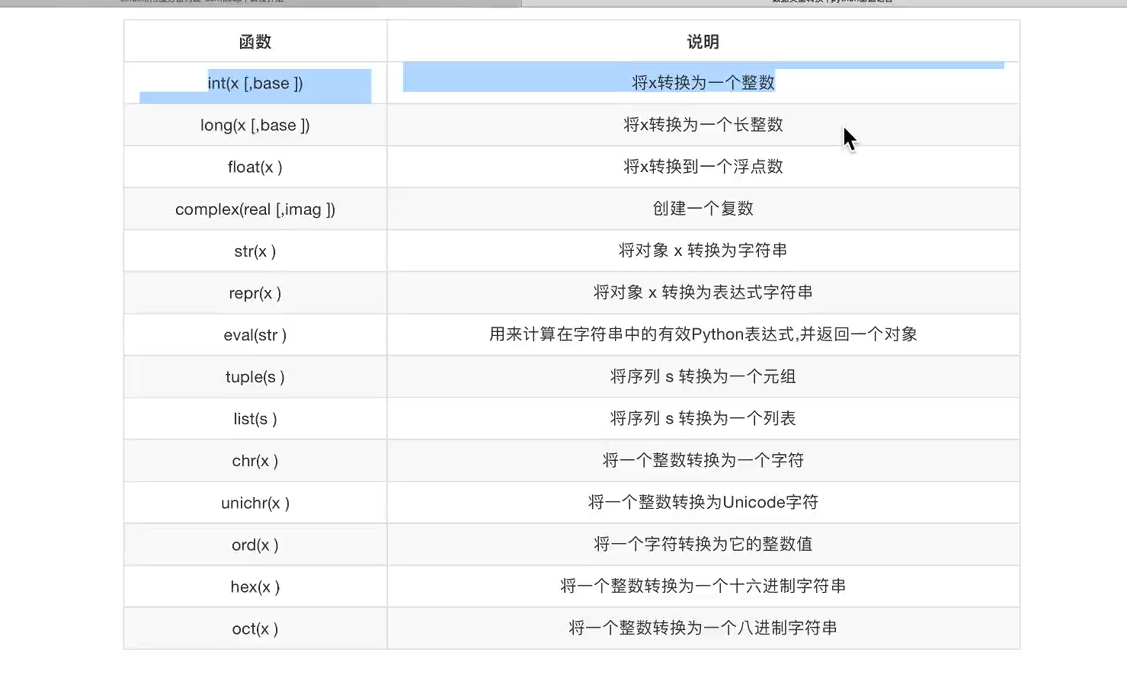 函数 说明
int(x [,base ]) 将x转换为一个整数
long(x [,base ]) 将x转换为一个长整数
float(x ) 将x转换到一个浮点数
complex(real [,imag ]) 创建一个复数
str(x ) 将对象 x 转换为字符串
repr(x ) 将对象 x 转换为表达式字符串
eval(str ) 用来计算在字符串中的有效Python表达式,并返回一个对象
tuple(s ) 将序列 s 转换为一个元组
list(s ) 将序列 s 转换为一个列表
chr(x ) 将一个整数转换为一个字符
unichr(x ) 将一个整数转换为Unicode字符
ord(x ) 将一个字符转换为它的整数值
hex(x ) 将一个整数转换为一个十六进制字符串
oct(x ) 将一个整数转换为一个八进制字符串